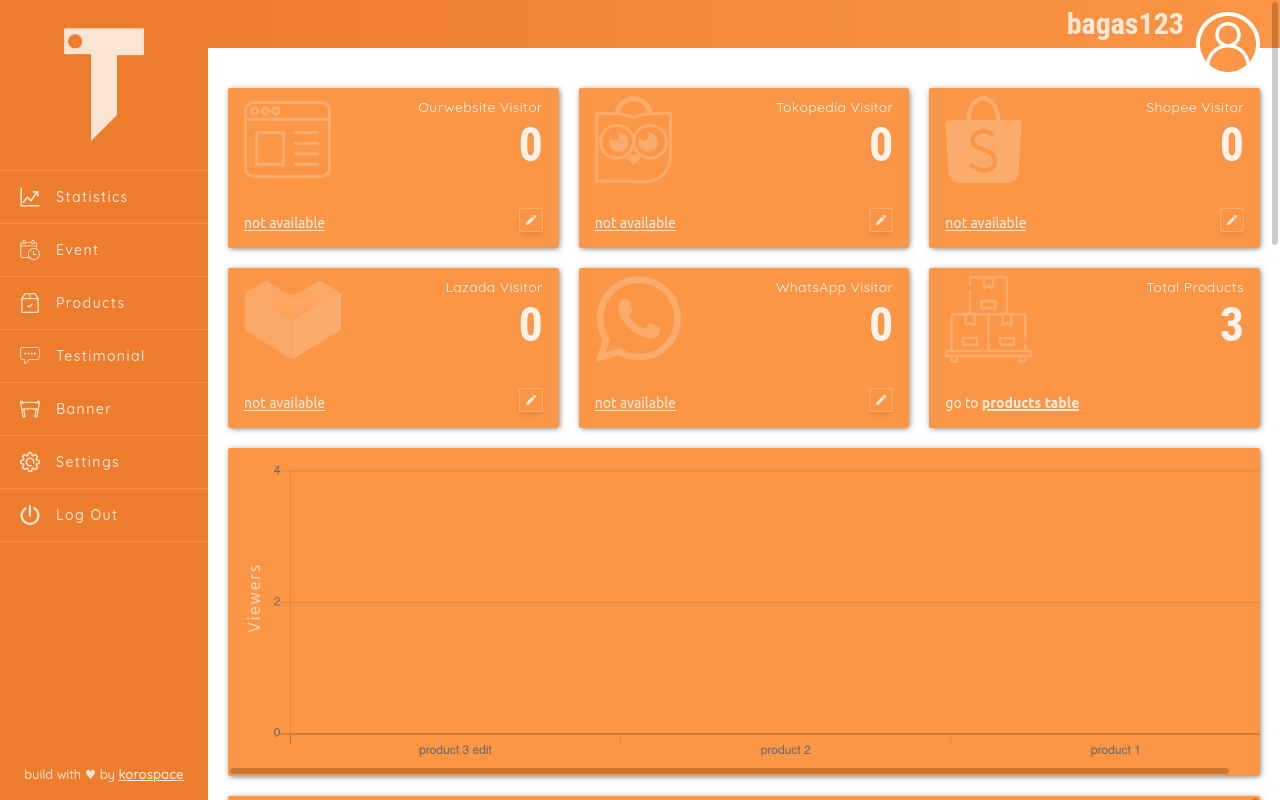 bagas123
Statistics
Event
Products
Testimonial
Banner
Settings
Log Out
build with ♥ by korospace
Ourwebsite Visitor
0
not available
Tokopedia Visitor
0
not available
Shopee Visitor
0
not available
Lazada Visitor
0
not available
WhatsApp Visitor
0
not available
Total Products
3
go to products table
Viewers
4
2
0
product 3 edit
product 2
product 1